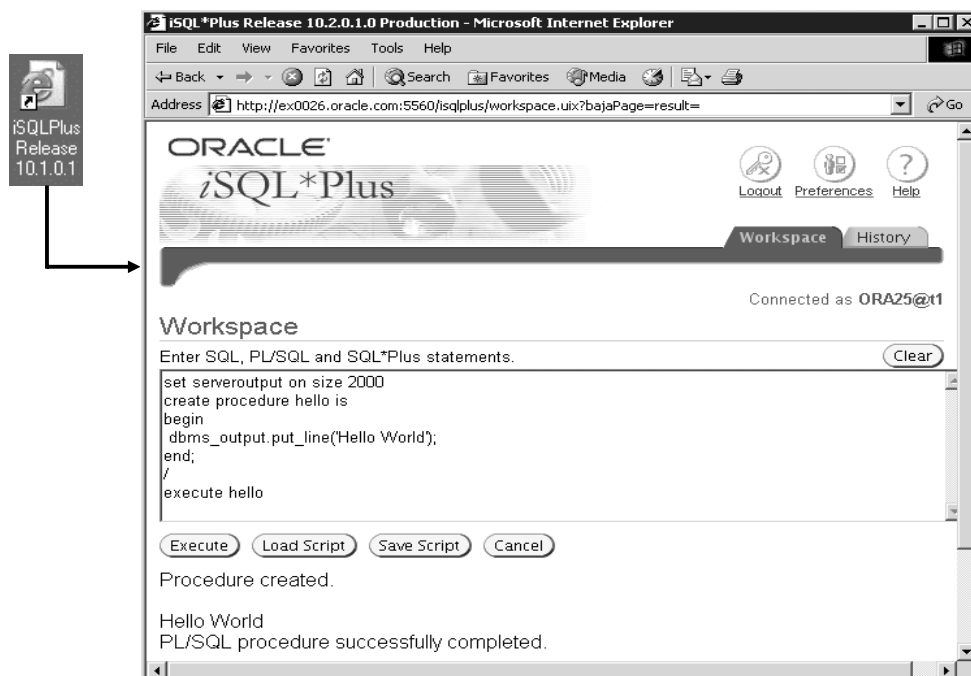 iSQL*Plus Release 10.2.0.1.0 Production - Microsoft Internet Explorer
File Edit View Favorites Tools Help
Back Search Favorites Media
Address http://ex0026.oracle.com:5560/isqlplus/workspace.uix?bajaPage=result= Go
iSQLPlus
Release
10.1.0.1
ORACLE
iSQL*Plus
Logout Preferences Help
Workspace History
Connected as ORA25@t1
Workspace
Enter SQL, PL/SQL and SQL*Plus statements. Clear
set serveroutput on size 2000
create procedure hello is
begin
dbms_output.put_line('Hello World');
end;
/
execute hello
Execute Load Script Save Script Cancel
Procedure created.
Hello World
PL/SQL procedure successfully completed.